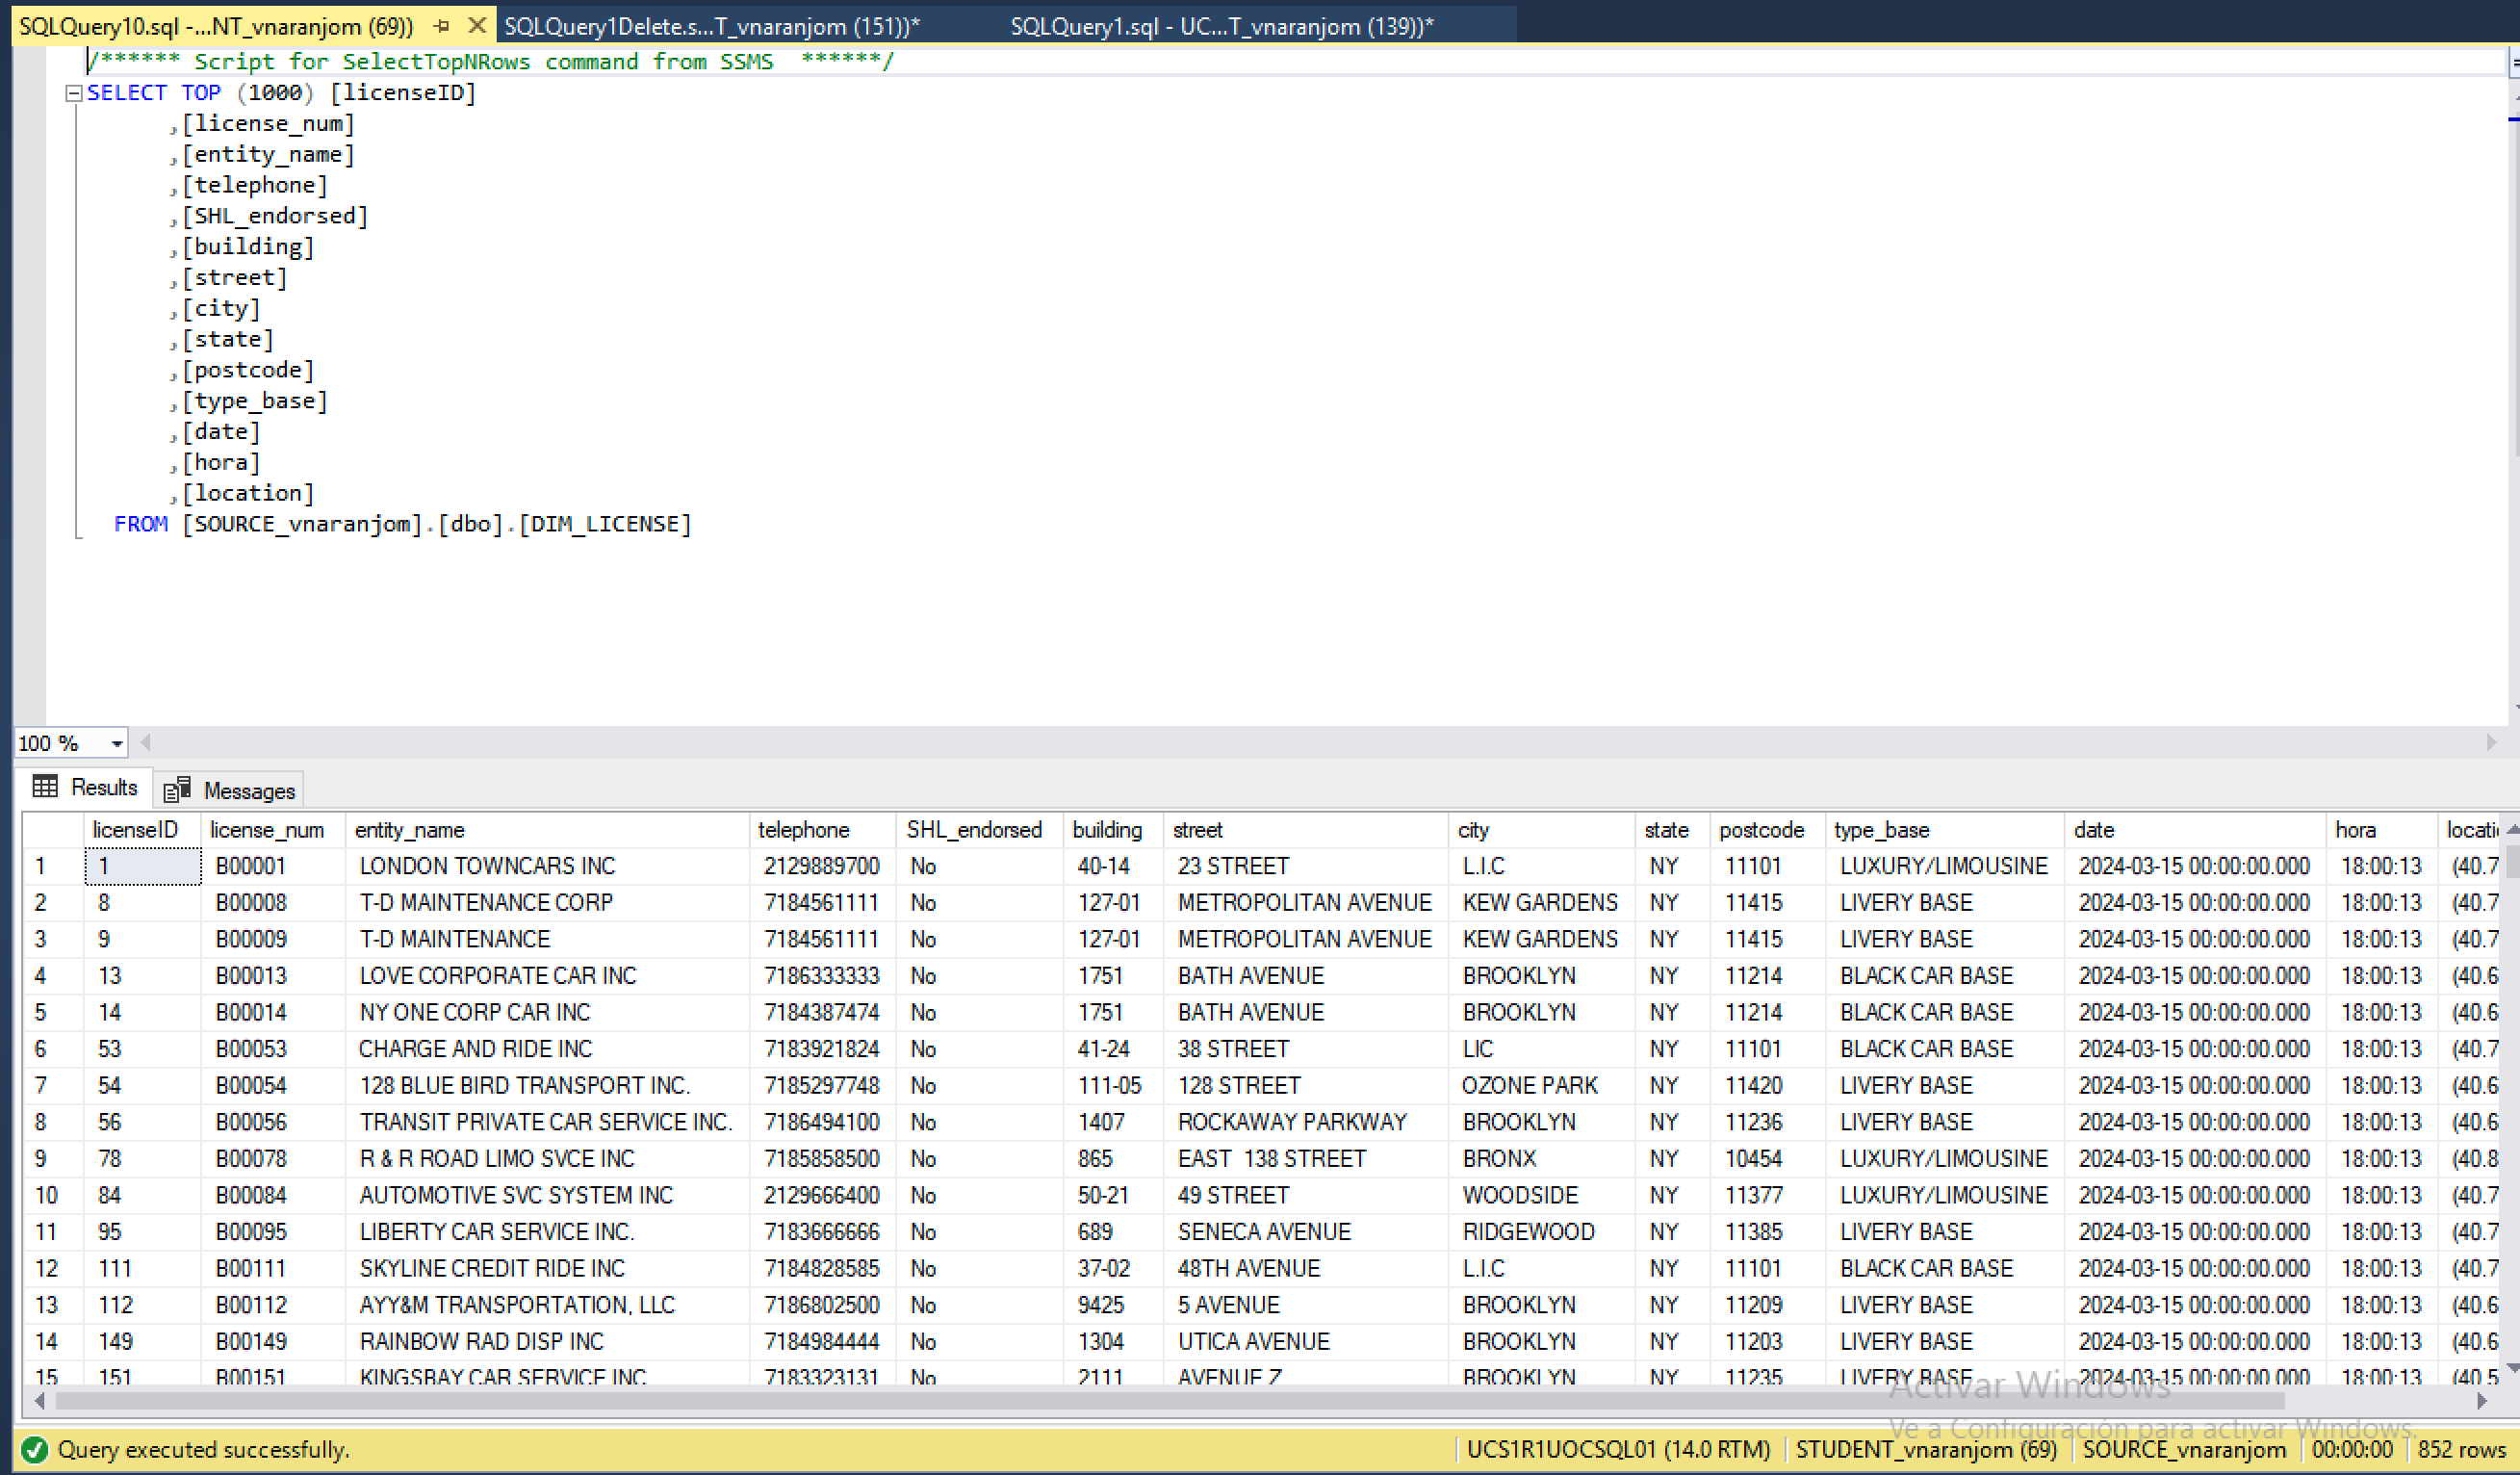 SQLQuery10.sql -...NT_vnaranjom (69)) SQLQuery1Delete.s...T_vnaranjom (151))* SQLQuery1.sql - UC...T_vnaranjom (139))*
/****** Script for SelectTopNRows command from SSMS  ******/
SELECT TOP (1000) [licenseID]
,[license_num]
,[entity_name]
,[telephone]
,[SHL_endorsed]
,[building]
,[street]
,[city]
,[state]
,[postcode]
,[type_base]
,[date]
,[hora]
,[location]
FROM [SOURCE_vnaranjom].[dbo].[DIM_LICENSE]
100 %
Results Messages
licenseID license_num entity_name telephone SHL_endorsed building street city state postcode type_base date hora locati
1 1 B00001 LONDON TOWNCARS INC 2129889700 No 40-14 23 STREET L.I.C NY 11101 LUXURY/LIMOUSINE 2024-03-15 00:00:00.000 18:00:13 (40.7
2 8 B00008 T-D MAINTENANCE CORP 7184561111 No 127-01 METROPOLITAN AVENUE KEW GARDENS NY 11415 LIVERY BASE 2024-03-15 00:00:00.000 18:00:13 (40.7
3 9 B00009 T-D MAINTENANCE 7184561111 No 127-01 METROPOLITAN AVENUE KEW GARDENS NY 11415 LIVERY BASE 2024-03-15 00:00:00.000 18:00:13 (40.7
4 13 B00013 LOVE CORPORATE CAR INC 7186333333 No 1751 BATH AVENUE BROOKLYN NY 11214 BLACK CAR BASE 2024-03-15 00:00:00.000 18:00:13 (40.6
5 14 B00014 NY ONE CORP CAR INC 7184387474 No 1751 BATH AVENUE BROOKLYN NY 11214 BLACK CAR BASE 2024-03-15 00:00:00.000 18:00:13 (40.6
6 53 B00053 CHARGE AND RIDE INC 7183921824 No 41-24 38 STREET LIC NY 11101 BLACK CAR BASE 2024-03-15 00:00:00.000 18:00:13 (40.7
7 54 B00054 128 BLUE BIRD TRANSPORT INC. 7185297748 No 111-05 128 STREET OZONE PARK NY 11420 LIVERY BASE 2024-03-15 00:00:00.000 18:00:13 (40.6
8 56 B00056 TRANSIT PRIVATE CAR SERVICE INC. 7186494100 No 1407 ROCKAWAY PARKWAY BROOKLYN NY 11236 LIVERY BASE 2024-03-15 00:00:00.000 18:00:13 (40.6
9 78 B00078 R & R ROAD LIMO SVCE INC 7185858500 No 865 EAST  138 STREET BRONX NY 10454 LUXURY/LIMOUSINE 2024-03-15 00:00:00.000 18:00:13 (40.8
10 84 B00084 AUTOMOTIVE SVC SYSTEM INC 2129666400 No 50-21 49 STREET WOODSIDE NY 11377 LUXURY/LIMOUSINE 2024-03-15 00:00:00.000 18:00:13 (40.7
11 95 B00095 LIBERTY CAR SERVICE INC. 7183666666 No 689 SENECA AVENUE RIDGEWOOD NY 11385 LIVERY BASE 2024-03-15 00:00:00.000 18:00:13 (40.7
12 111 B00111 SKYLINE CREDIT RIDE INC 7184828585 No 37-02 48TH AVENUE L.I.C NY 11101 BLACK CAR BASE 2024-03-15 00:00:00.000 18:00:13 (40.7
13 112 B00112 AYY&M TRANSPORTATION, LLC 7186802500 No 9425 5 AVENUE BROOKLYN NY 11209 LIVERY BASE 2024-03-15 00:00:00.000 18:00:13 (40.6
14 149 B00149 RAINBOW RAD DISP INC 7184984444 No 1304 UTICA AVENUE BROOKLYN NY 11203 LIVERY BASE 2024-03-15 00:00:00.000 18:00:13 (40.6
15 151 B00151 KINGSBAY CAR SERVICE INC 7183323131 No 2111 AVENUE Z BROOKLYN NY 11235 LIVERY BASE 2024-03-15 00:00:00.000 18:00:13 (40.5
Activar Windows
Ve a Configuración para activar Windows.
Query executed successfully. UCS1R1UOCSQL01 (14.0 RTM) STUDENT_vnaranjom (69) SOURCE_vnaranjom 00:00:00 852 rows